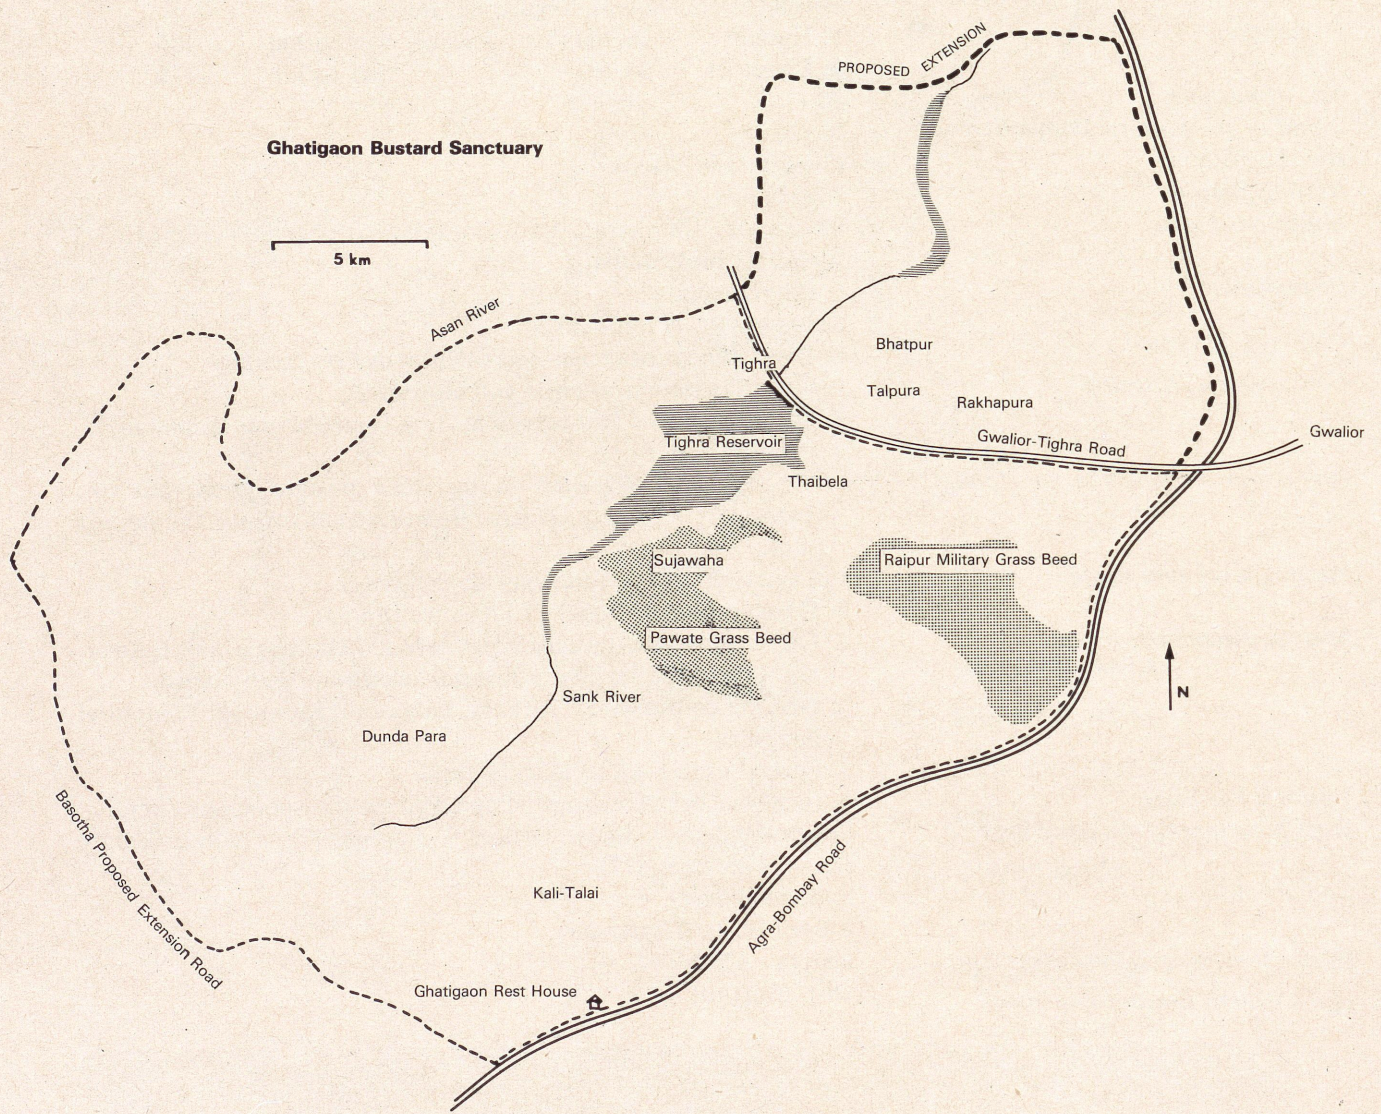 PROPOSED EXTENSION
Ghatigaon Bustard Sanctuary
5 km
Asan River
Bhatpur
Tighra
Talpura
Rakhapura
Gwalior
Gwalior-Tighra Road
Tighra Reservoir
Thaibela
Sujawaha
Raipur Military Grass Beed
Pawate Grass Beed
N
Sank River
Dunda Para
Basotha Proposed Extension Road
Kali-Talai
Agra-Bombay Road
Ghatigaon Rest House